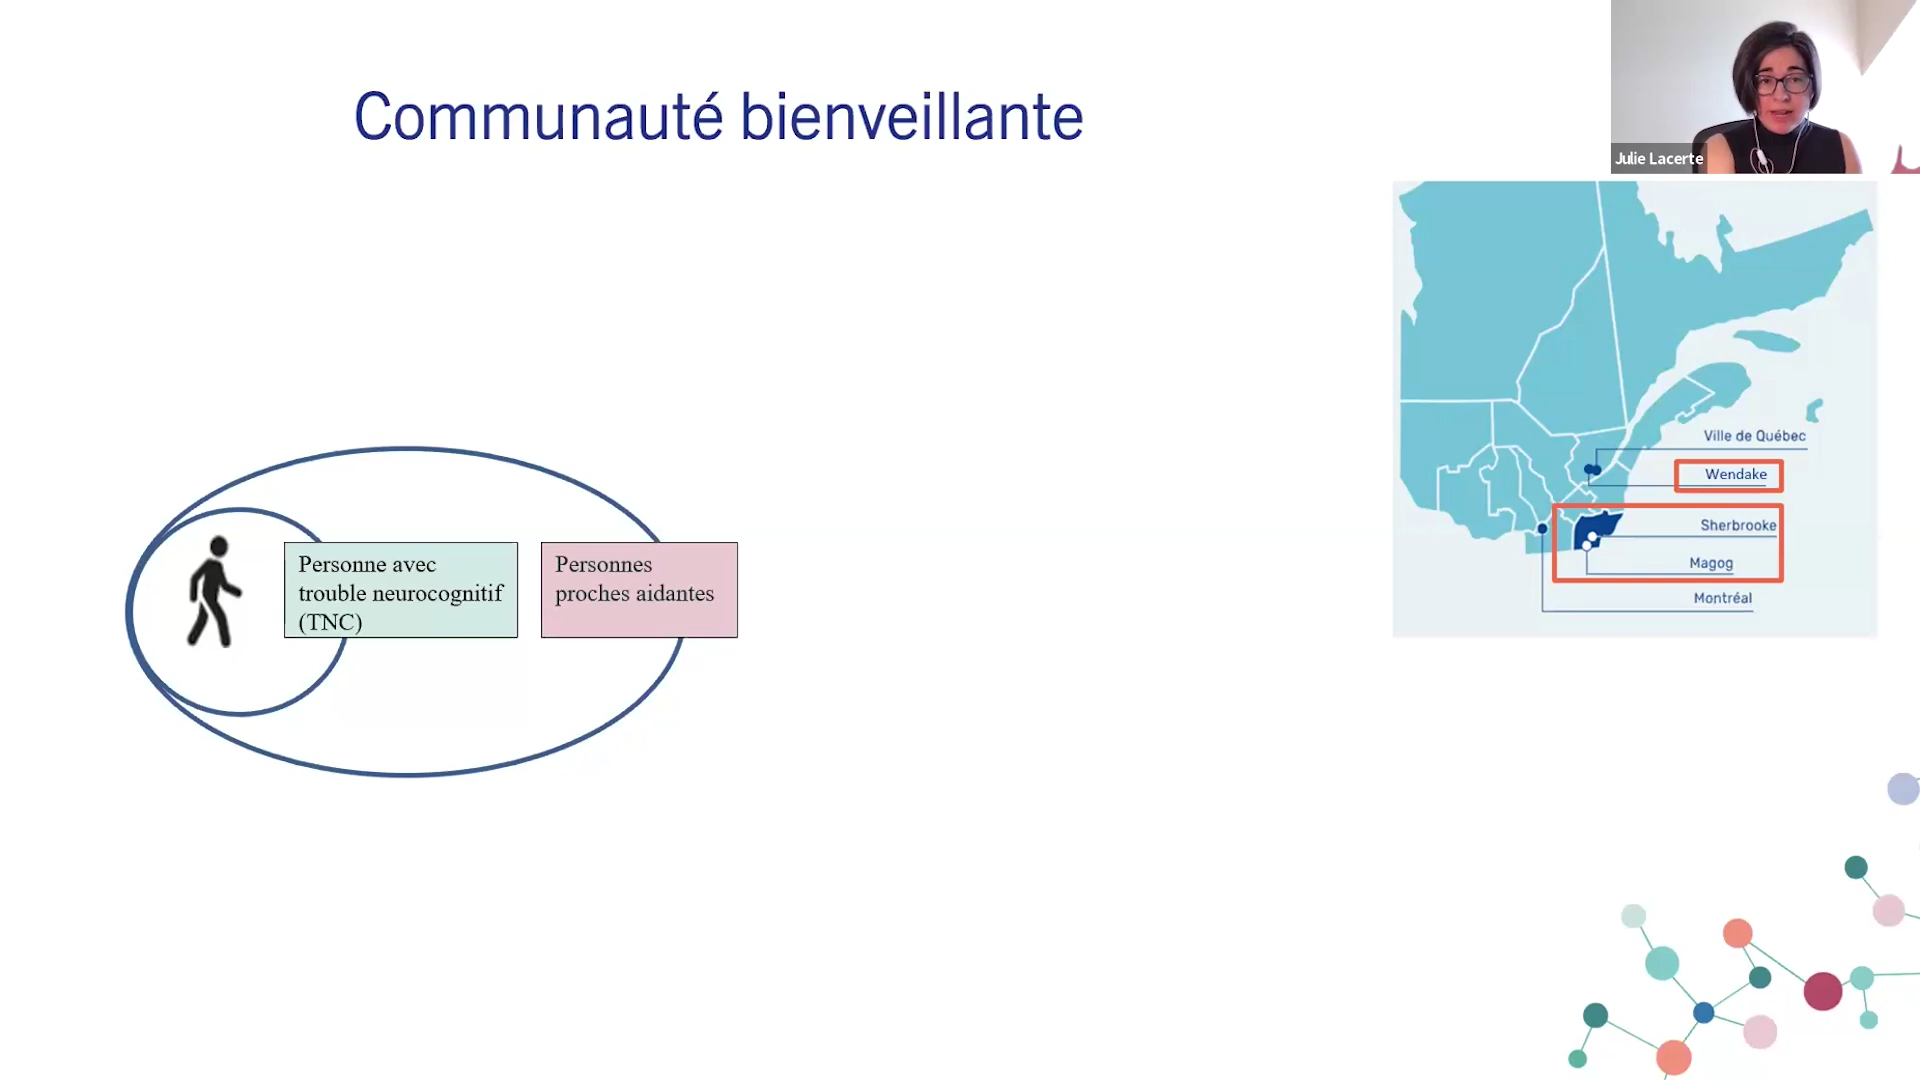 Communauté bienveillante
Julie Lacerte
Ville de Québec
Wendake
Sherbrooke
Magog
Montréal
Personne avec
trouble neurocognitif
(TNC)
Personnes
proches aidantes